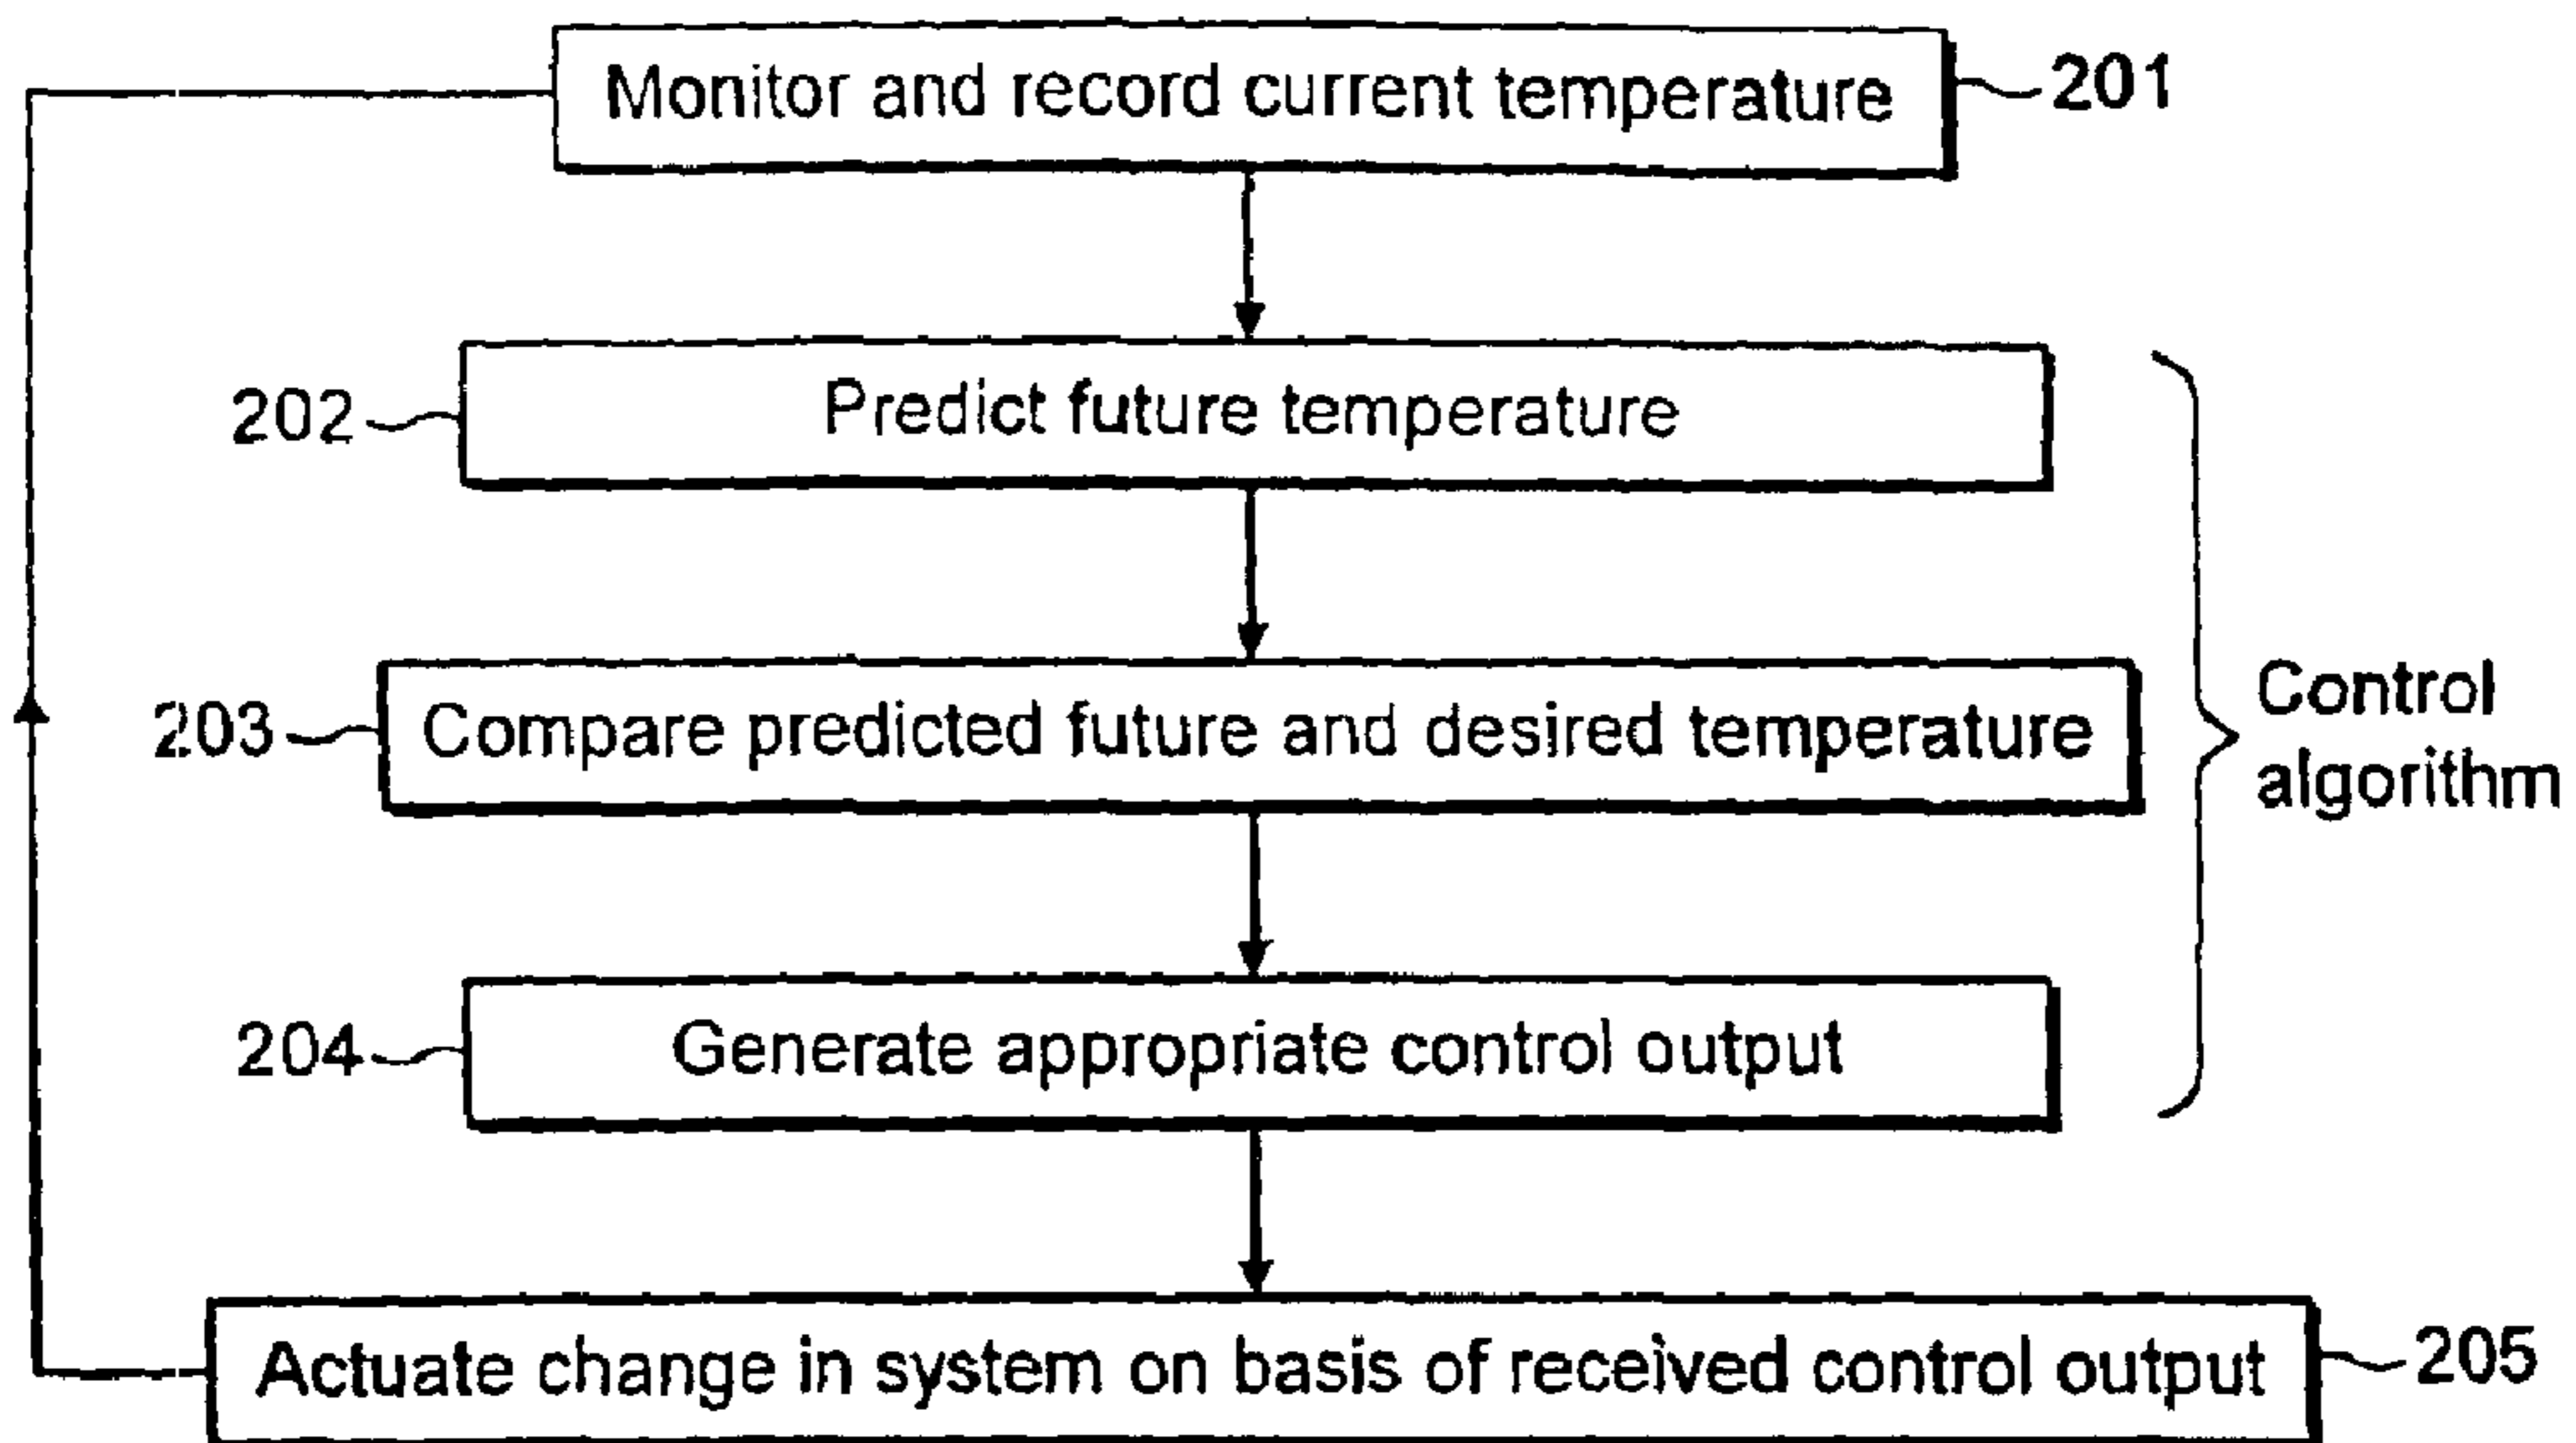 Monitor and record current temperature
201
202
Predict future temperature
203
Compare predicted future and desired temperature
Control
algorithm
204
Generate appropriate control output
Actuate change in system on basis of received control output
205